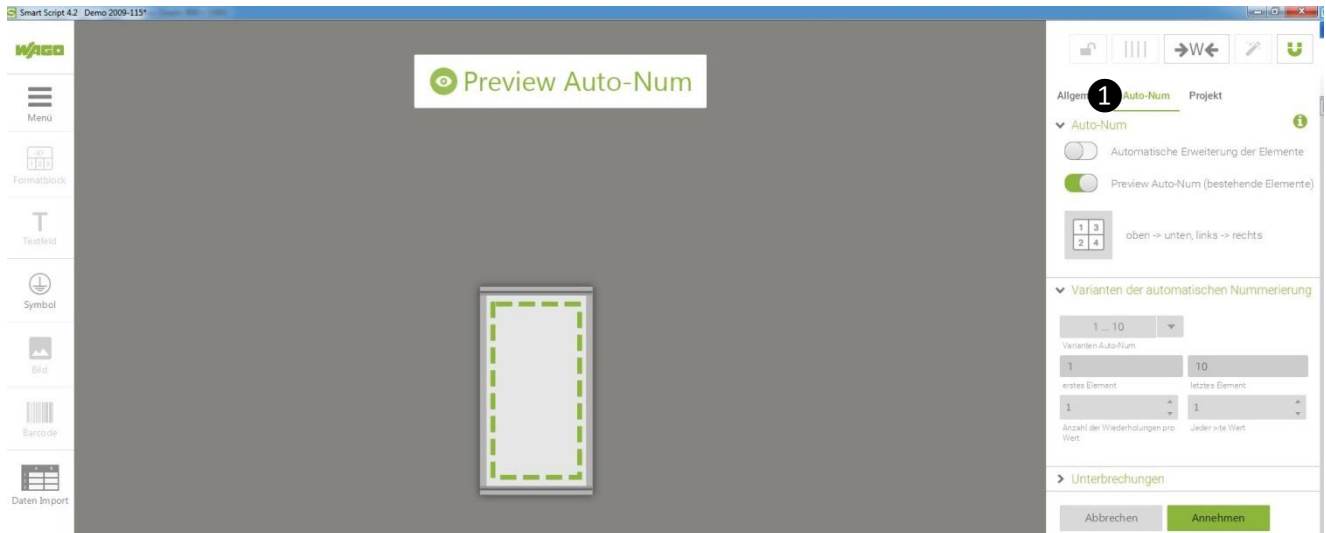 Smart Script 4.2 Demo 2009-115*
WAGO
Menü
Formatblock
Textfeld
Symbol
Bild
Barcode
Daten Import
Preview Auto-Num
→W←
1
Auto-Num Projekt
Auto-Num
Automatische Erweiterung der Elemente
Preview Auto-Num (bestehende Elemente)
1 3
2 4
oben -> unten, links -> rechts
Varianten der automatischen Nummerierung
1 ... 10
Varianten Auto-Num
1 10
erstes Element letztes Element
1 1
Anzahl der Wiederholungen pro Jeder x-te Wert
Wert
Unterbrechungen
Abbrechen Annehmen